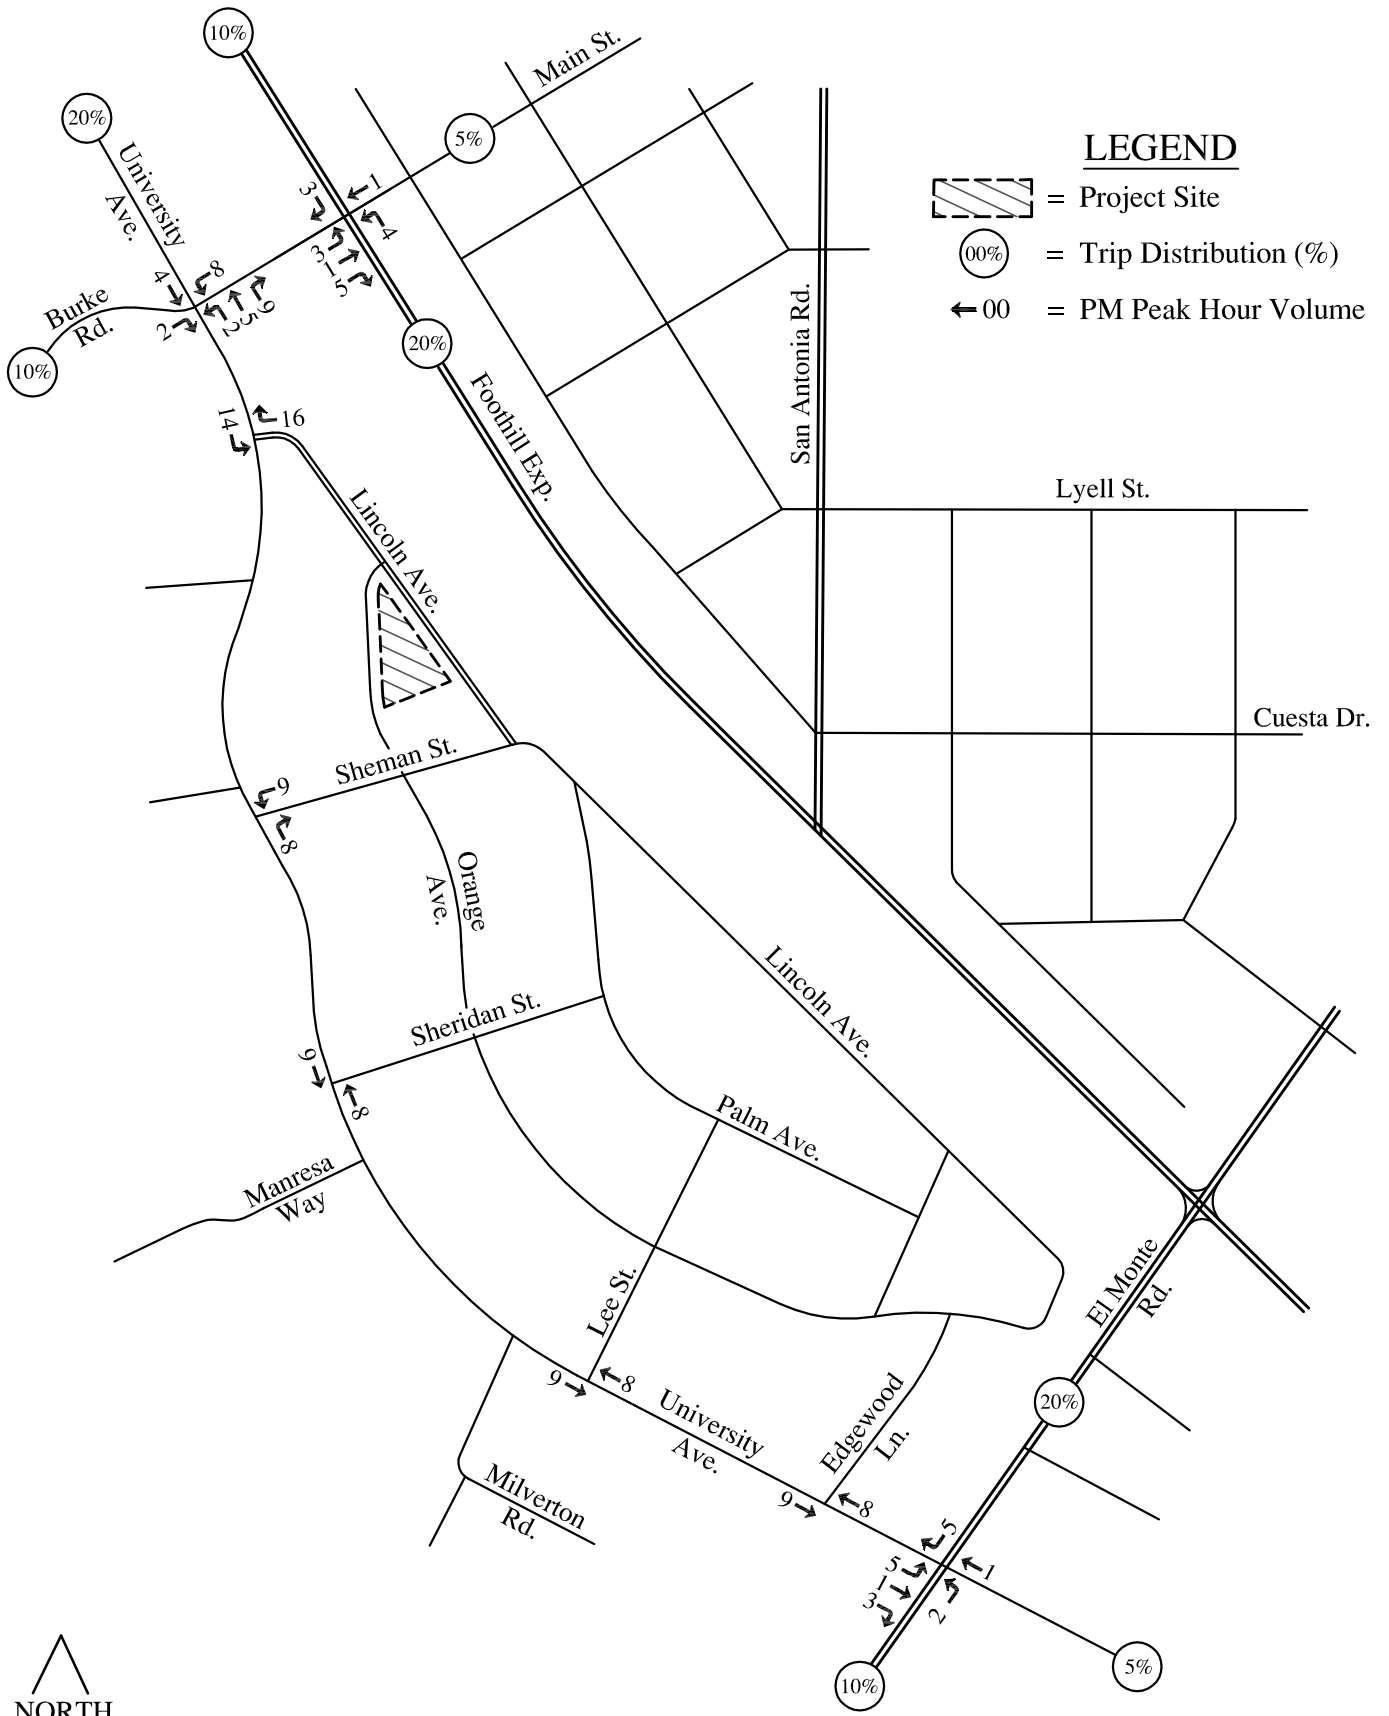 10%
Main St.
20%
5%
University
Ave.
LEGEND
= Project Site
00% = Trip Distribution (%)
00 = PM Peak Hour Volume
3
1
4
3
1
5
4
8
2
2
5
9
Burke
Rd.
10%
20%
Foothill Exp.
San Antonia Rd.
14
16
Lincoln Ave.
Lyell St.
Cuesta Dr.
Sheman St.
9
8
Orange
Ave.
Lincoln Ave.
Sheridan St.
9
8
Palm Ave.
Manresa
Way
El Monte
Rd.
Lee St.
9
8
University
Ave.
Edgewood
Ln.
20%
Milverton
Rd.
9
8
5
5
1
3
1
2
10%
5%
NORTH